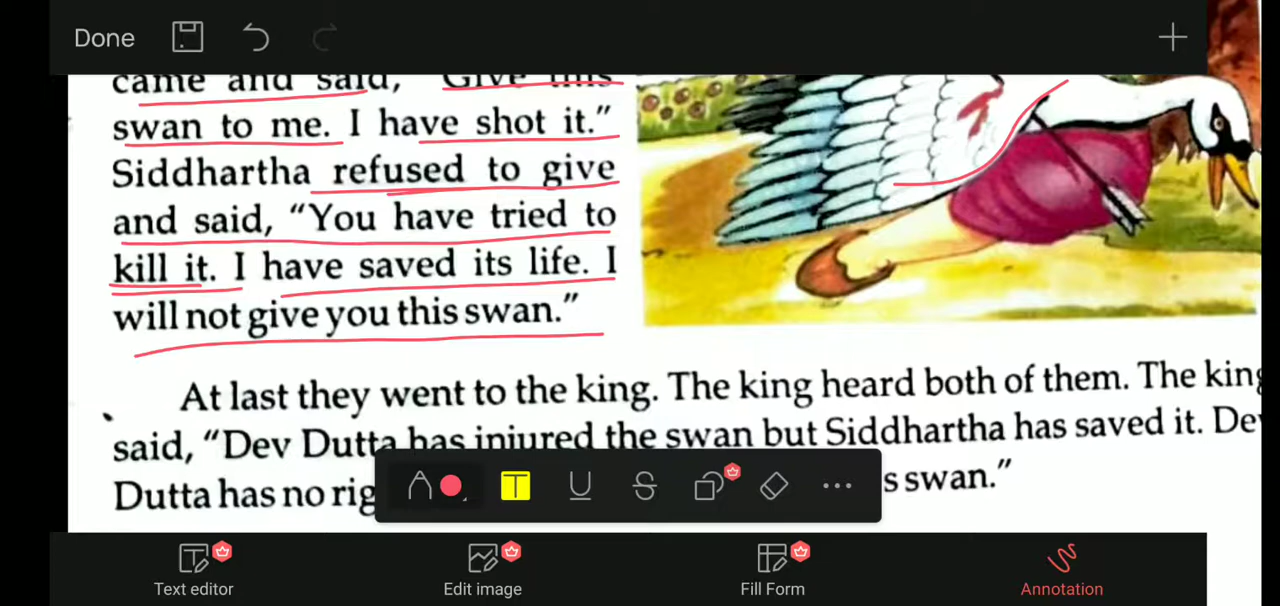 Done
came and said, "Give this
swan to me. I have shot it."
Siddhartha refused to give
and said, "You have tried to
kill it. I have saved its life. I
will not give you this swan."
At last they went to the king. The king heard both of them. The king
said, "Dev Dutta has injured the swan but Siddhartha has saved it. De
Dutta has no rig
s swan."
T
U
S
Text editor
Edit image
Fill Form
Annotation